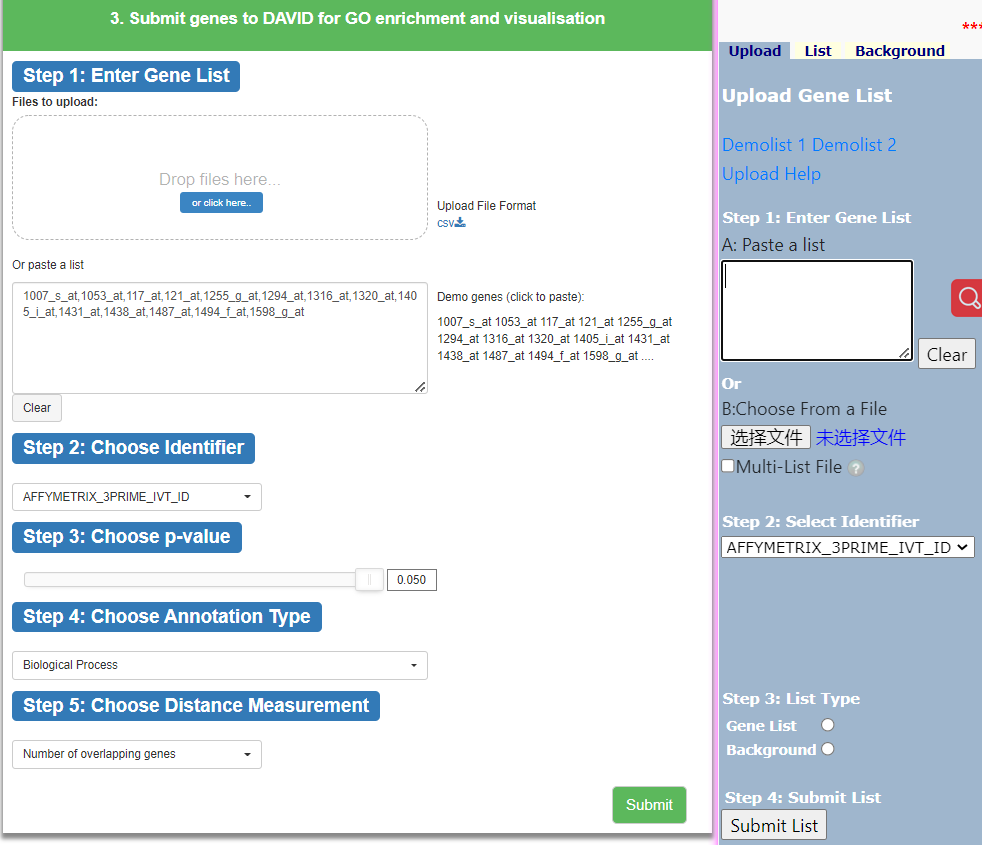 3. Submit genes to DAVID for GO enrichment and visualisation
Step 1: Enter Gene List
Files to upload:
Drop files here...
or click here..
Upload File Format
csv
Or paste a list
1007_s_at,1053_at,117_at,121_at,1255_g_at,1294_at,1316_at,1320_at,140
5_i_at,1431_at,1438_at,1487_at,1494_f_at,1598_g_at
Demo genes (click to paste):
1007_s_at 1053_at 117_at 121_at 1255_g_at
1294_at 1316_at 1320_at 1405_i_at 1431_at
1438_at 1487_at 1494_f_at 1598_g_at ....
Clear
Step 2: Choose Identifier
AFFYMETRIX_3PRIME_IVT_ID
Step 3: Choose p-value
0.050
Step 4: Choose Annotation Type
Biological Process
Step 5: Choose Distance Measurement
Number of overlapping genes
Submit
***
Upload List Background
Upload Gene List
Demolist 1 Demolist 2
Upload Help
Step 1: Enter Gene List
A: Paste a list
Clear
Or
B:Choose From a File
选择文件 未选择文件
Multi-List File ?
Step 2: Select Identifier
AFFYMETRIX_3PRIME_IVT_ID
Step 3: List Type
Gene List
Background
Step 4: Submit List
Submit List